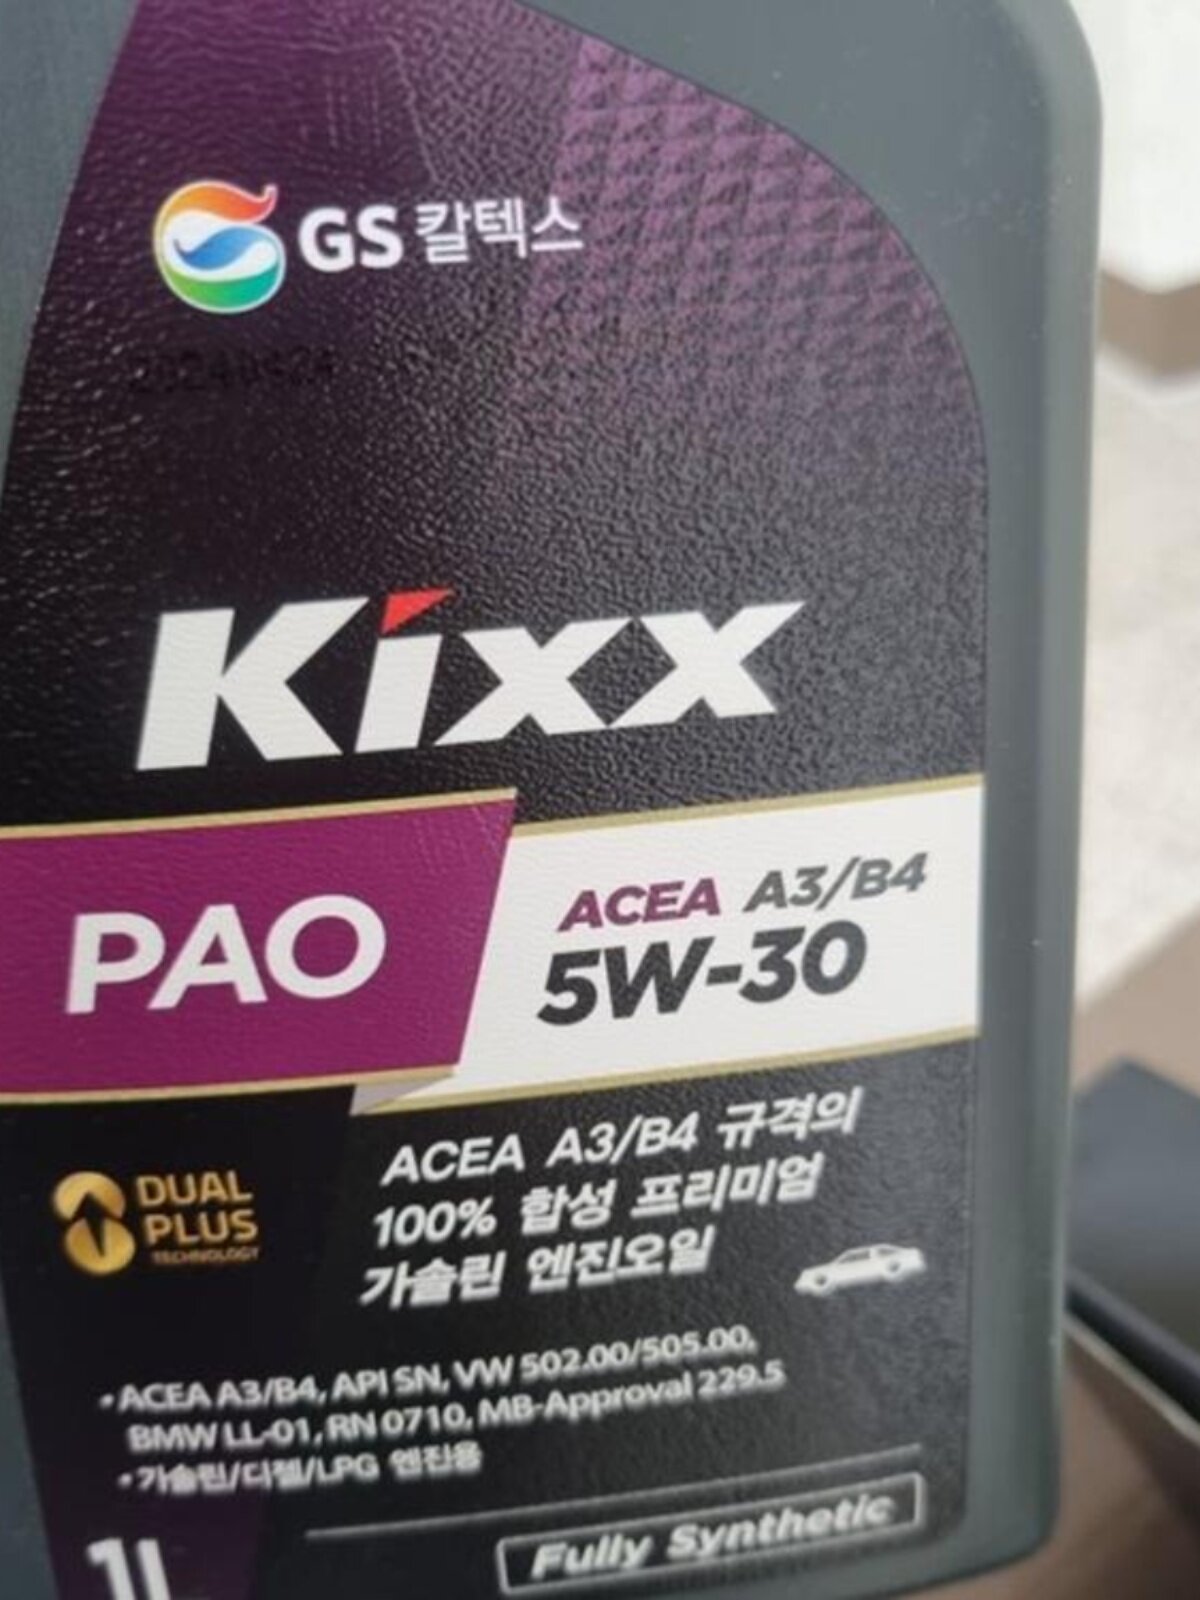 GS 칼텍스
Kixx
PAO
ACEA A3/B4
5W-30
DUAL
PLUS
TECHNOLOGY
ACEA A3/B4 규격의
100% 합성 프리미엄
가솔린 엔진오일
• ACEA A3/B4, API SN, VW 502.00/505.00,
BMW LL-01, RN 0710, MB-Approval 229.5
• 가솔린/디젤/LPG 엔진용
1L
Fully Synthetic